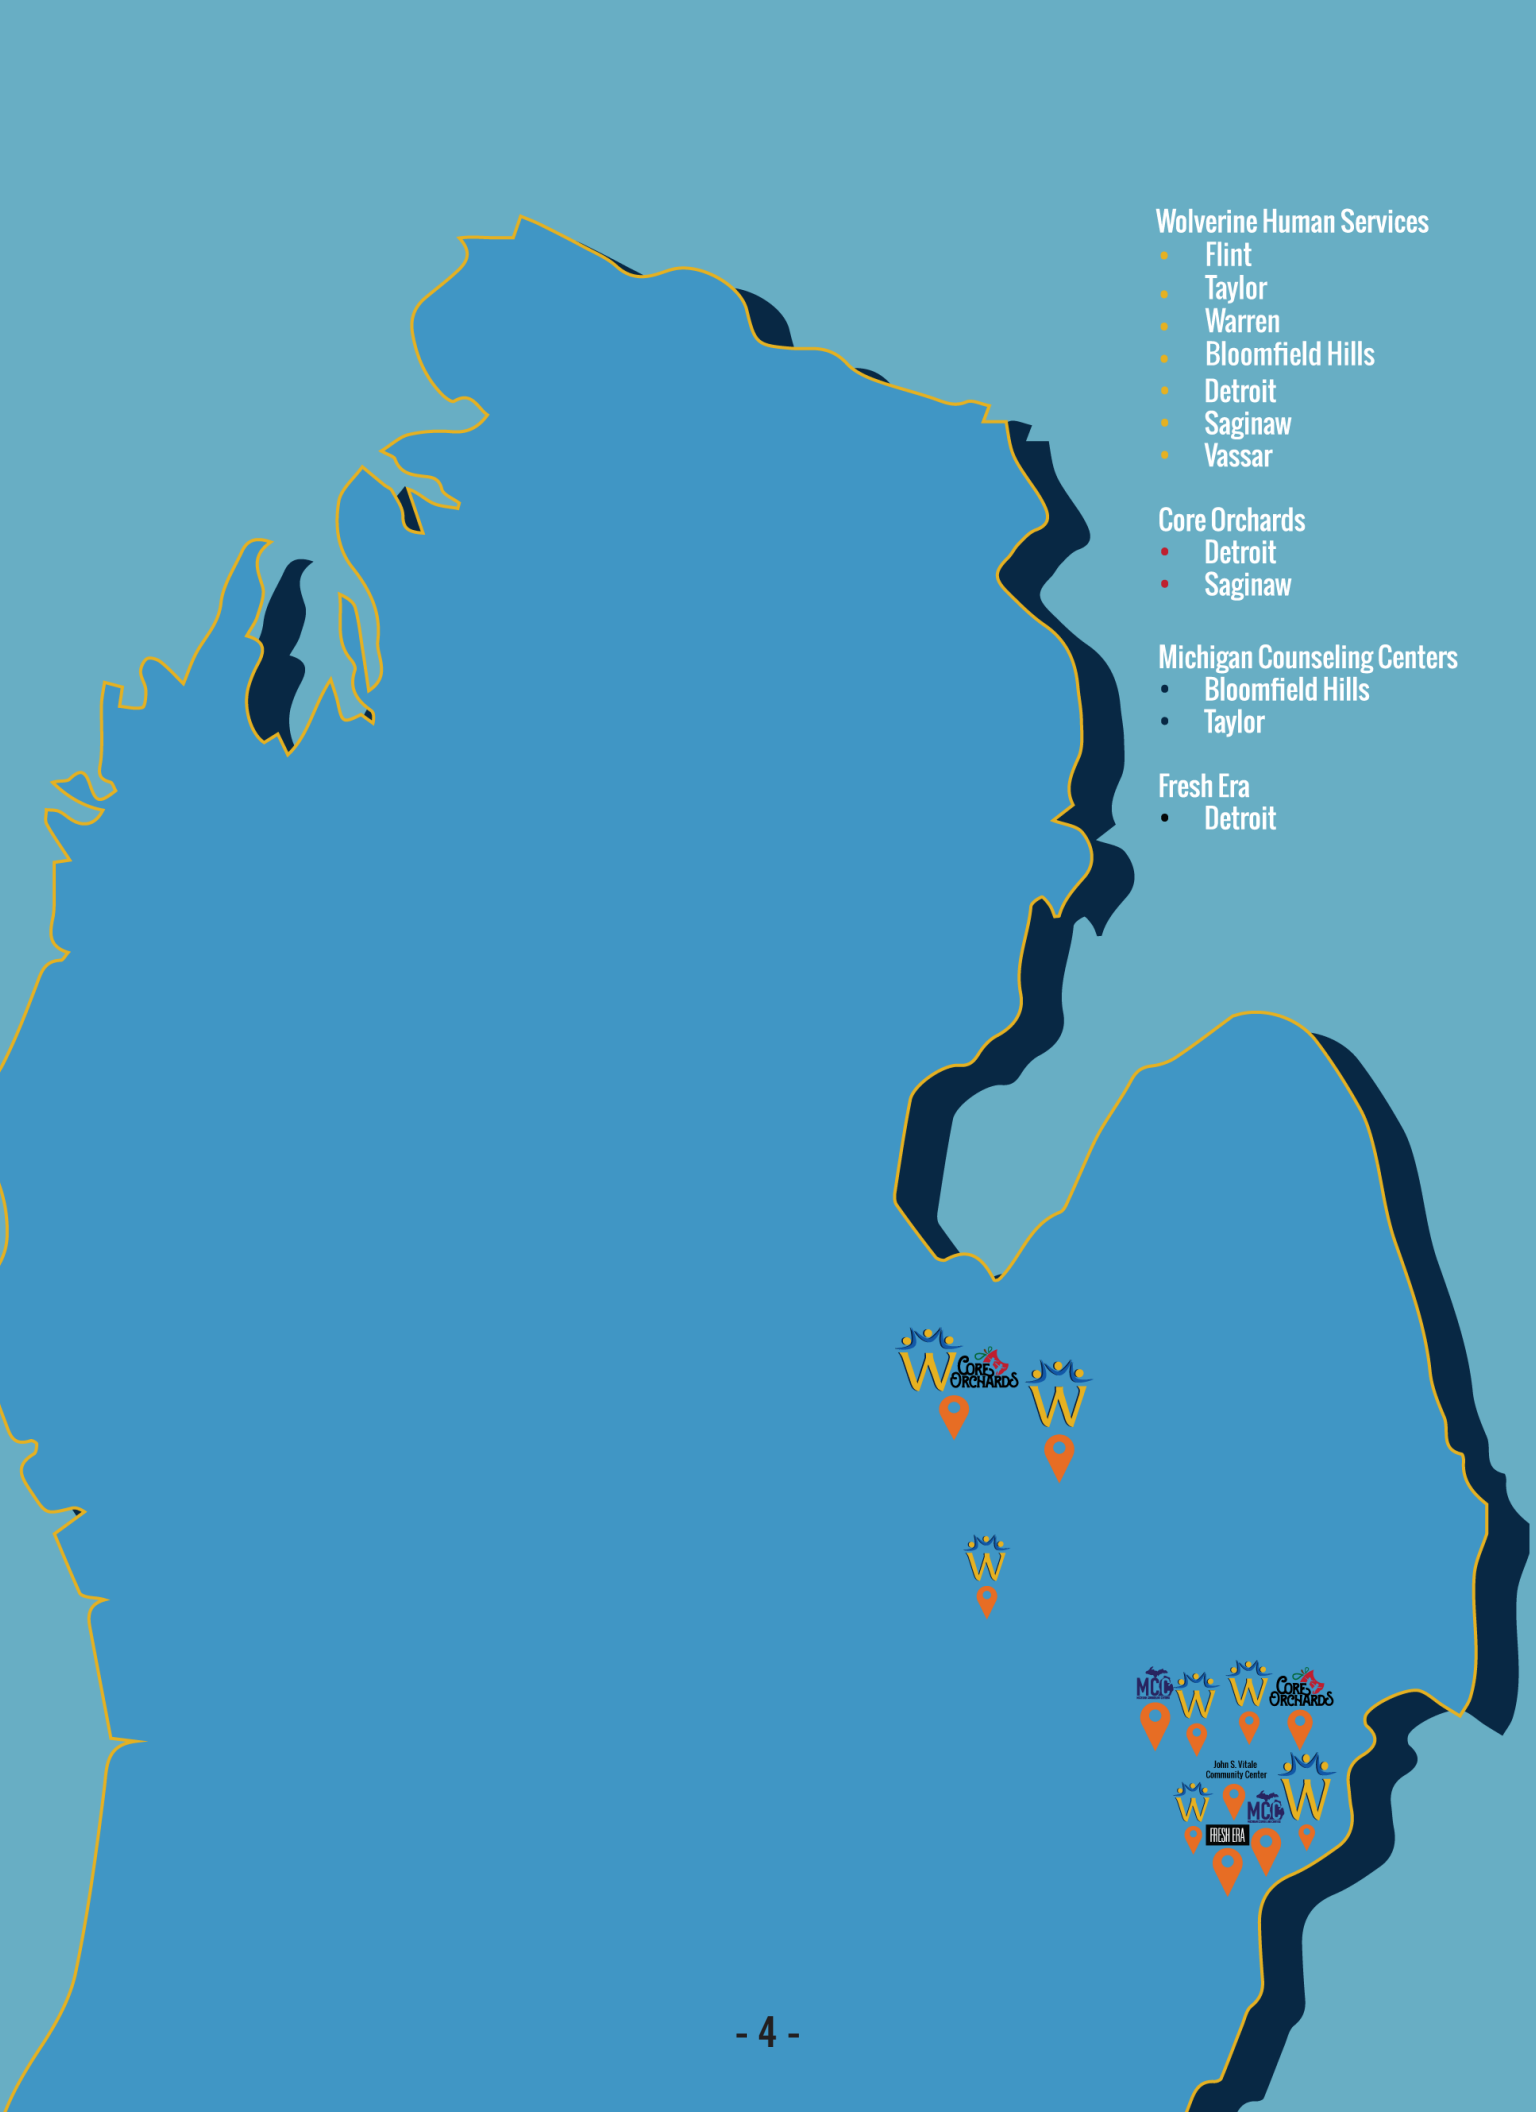 Wolverine Human Services
• Flint
• Taylor
• Warren
• Bloomfield Hills
• Detroit
• Saginaw
• Vassar
Core Orchards
• Detroit
• Saginaw
Michigan Counseling Centers
• Bloomfield Hills
• Taylor
Fresh Era
• Detroit
W
CORE
ORCHARDS
W
W
MCC
W
W
CORE
ORCHARDS
John S. Vitale
Community Center
W
MCC
W
FRESH ERA
- 4 -